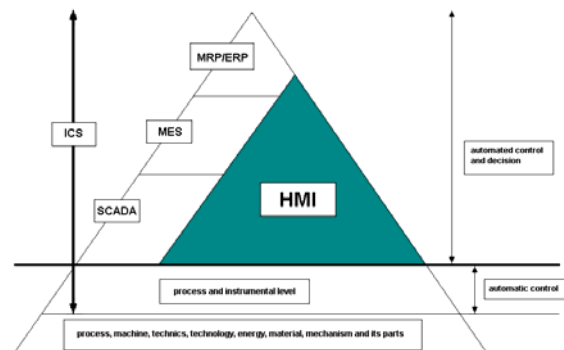 MRP/ERP
ICS
MES
automated control
and decision
HMI
SCADA
process and instrumental level
automatic control
process, machine, technics, technology, energy, material, mechanism and its parts